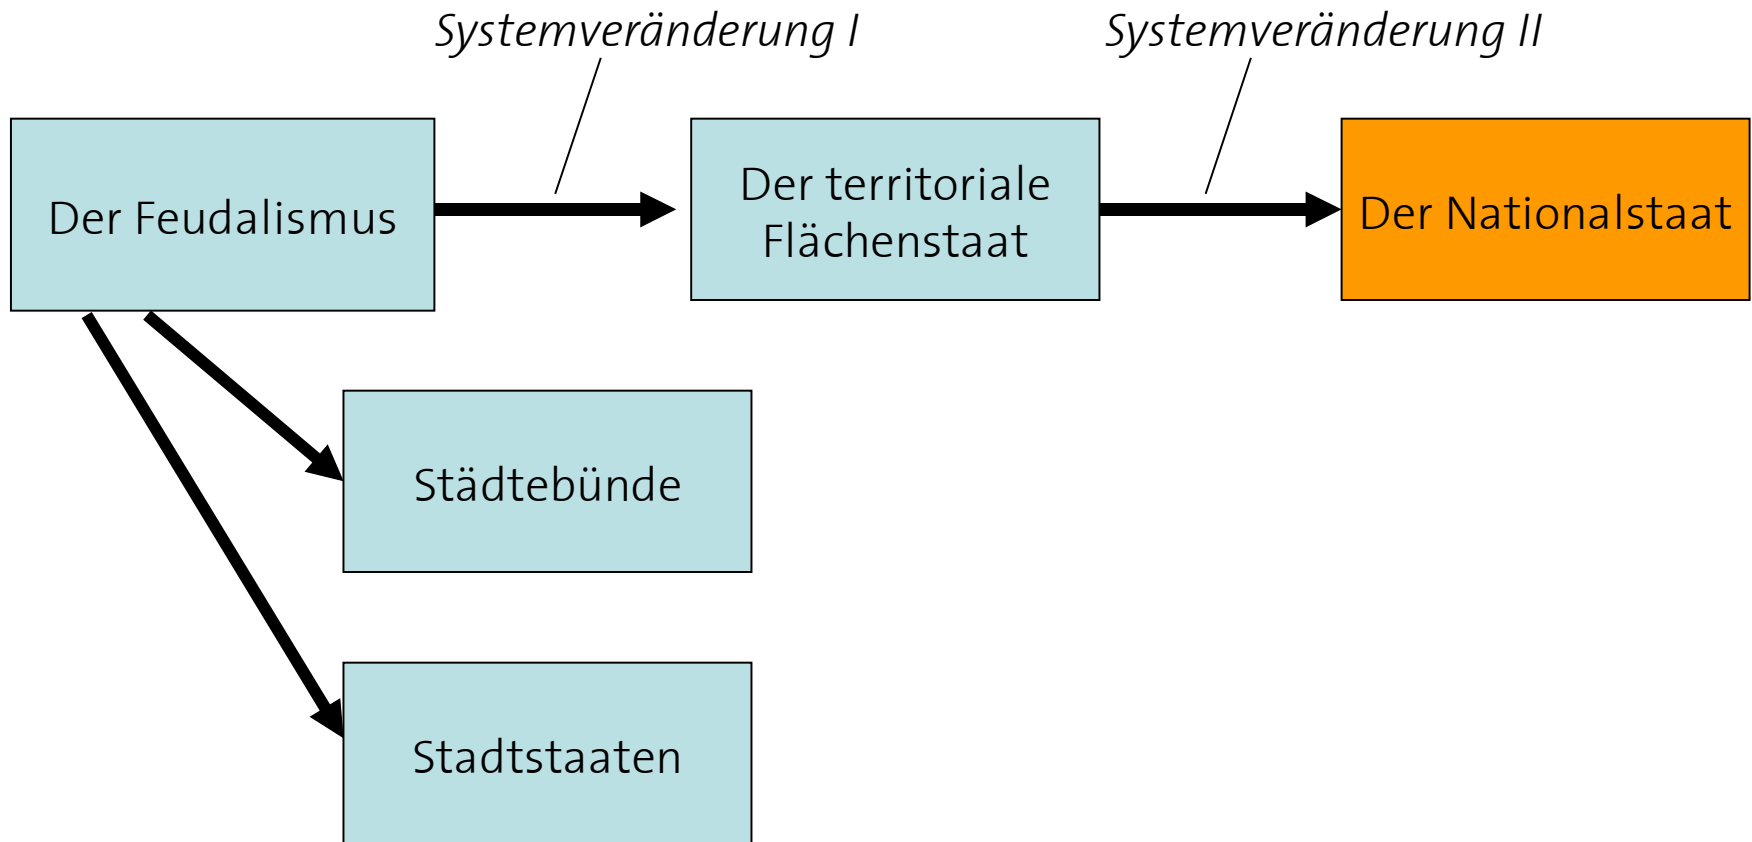 Systemveränderung I
Systemveränderung II
Der Feudalismus
Der territoriale
Flächenstaat
Der Nationalstaat
Städtebünde
Stadtstaaten